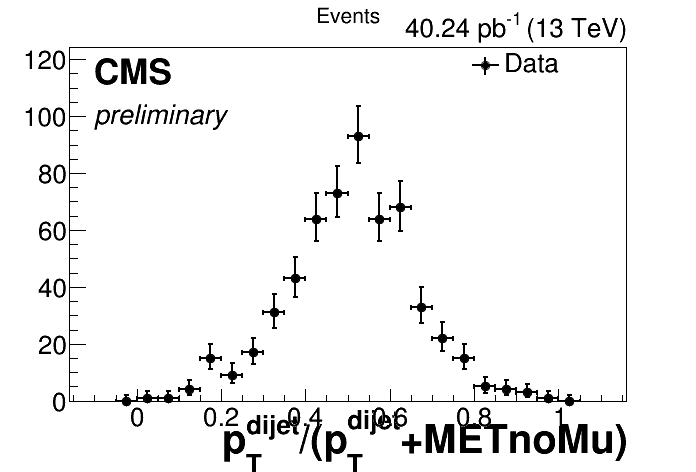 Events
40.24 pb-1 (13 TeV)
CMS
preliminary
Data
120
100
80
60
40
20
0
0 0.2 0.4 0.6 0.8 1
pTdijet/(pTdijet+METnoMu)